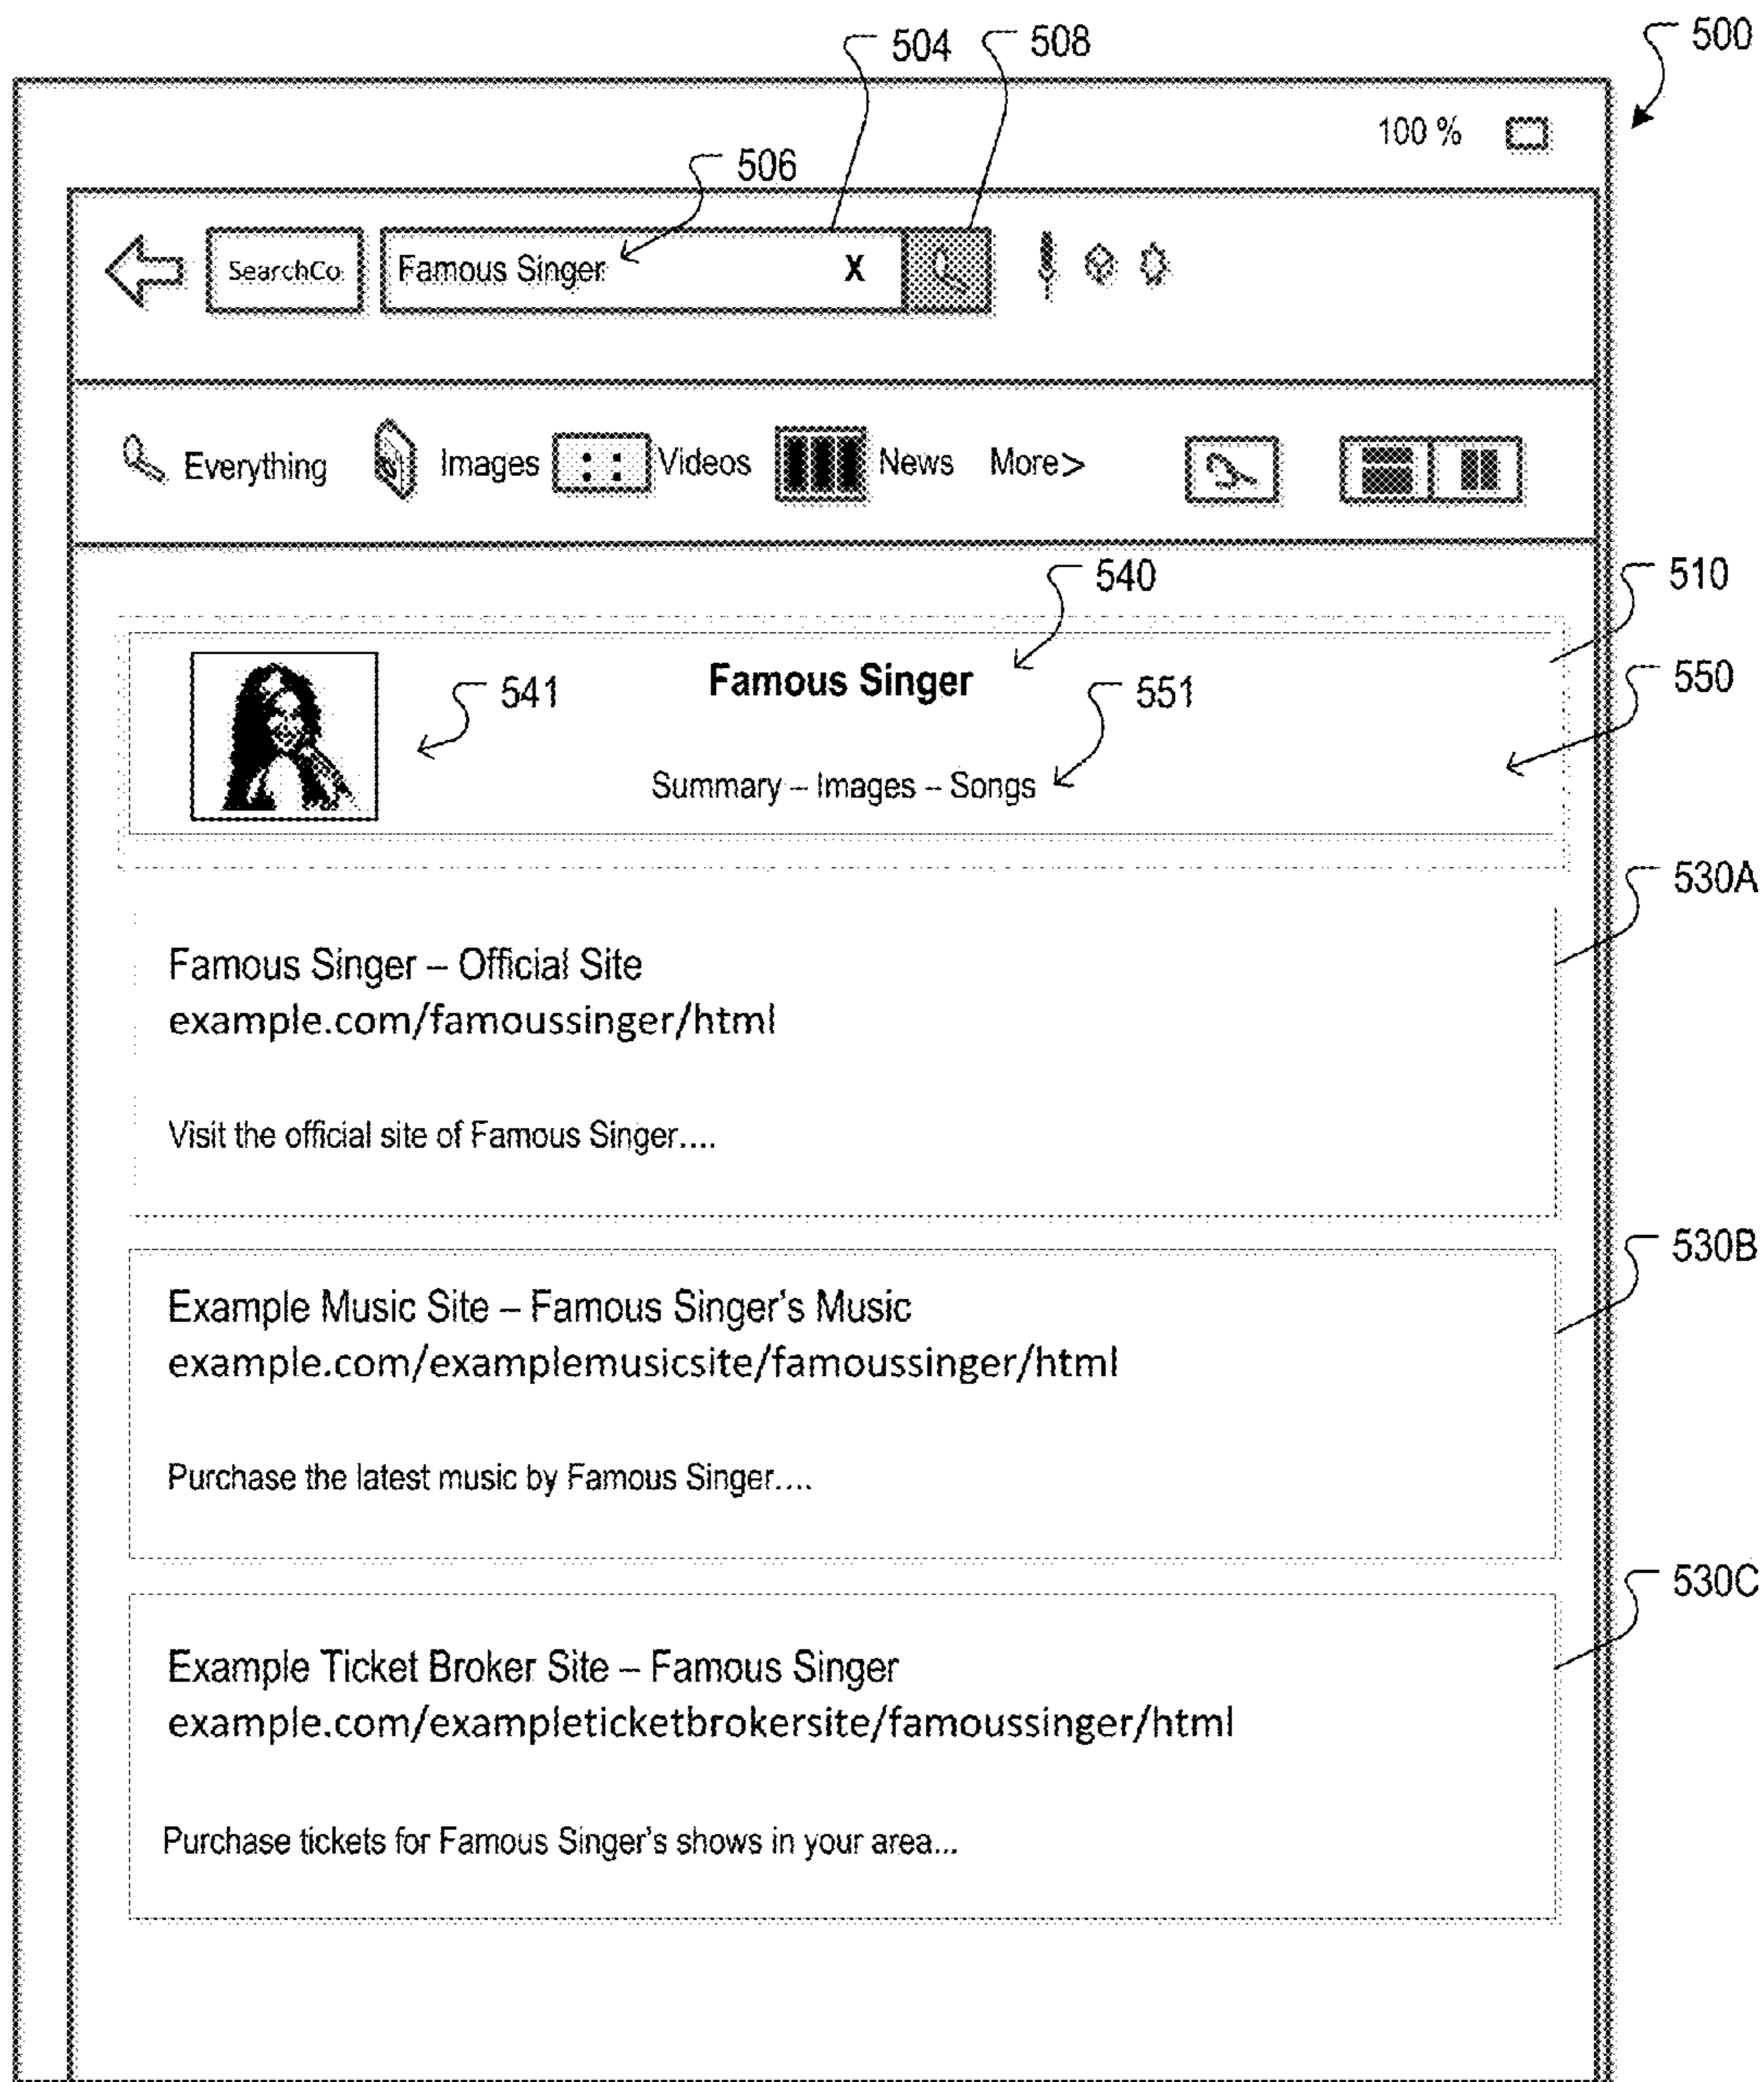 504 508 500
100 %
506
SearchCo Famous Singer X
Everything Images Videos News More>
540 510
541 Famous Singer 551 550
Summary – Images – Songs
530A
Famous Singer – Official Site
example.com/famoussinger/html
Visit the official site of Famous Singer....
530B
Example Music Site – Famous Singer's Music
example.com/examplemusicsite/famoussinger/html
Purchase the latest music by Famous Singer....
530C
Example Ticket Broker Site – Famous Singer
example.com/exampleticketbrokersite/famoussinger/html
Purchase tickets for Famous Singer's shows in your area...